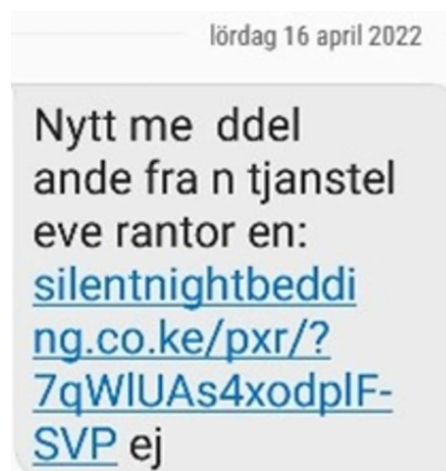 lördag 16 april 2022
Nytt me ddel
ande fra n tjanstel
eve rantor en:
silentnightbeddi
ng.co.ke/pxr/?
7qWlUAs4xodplF-
SVP ej